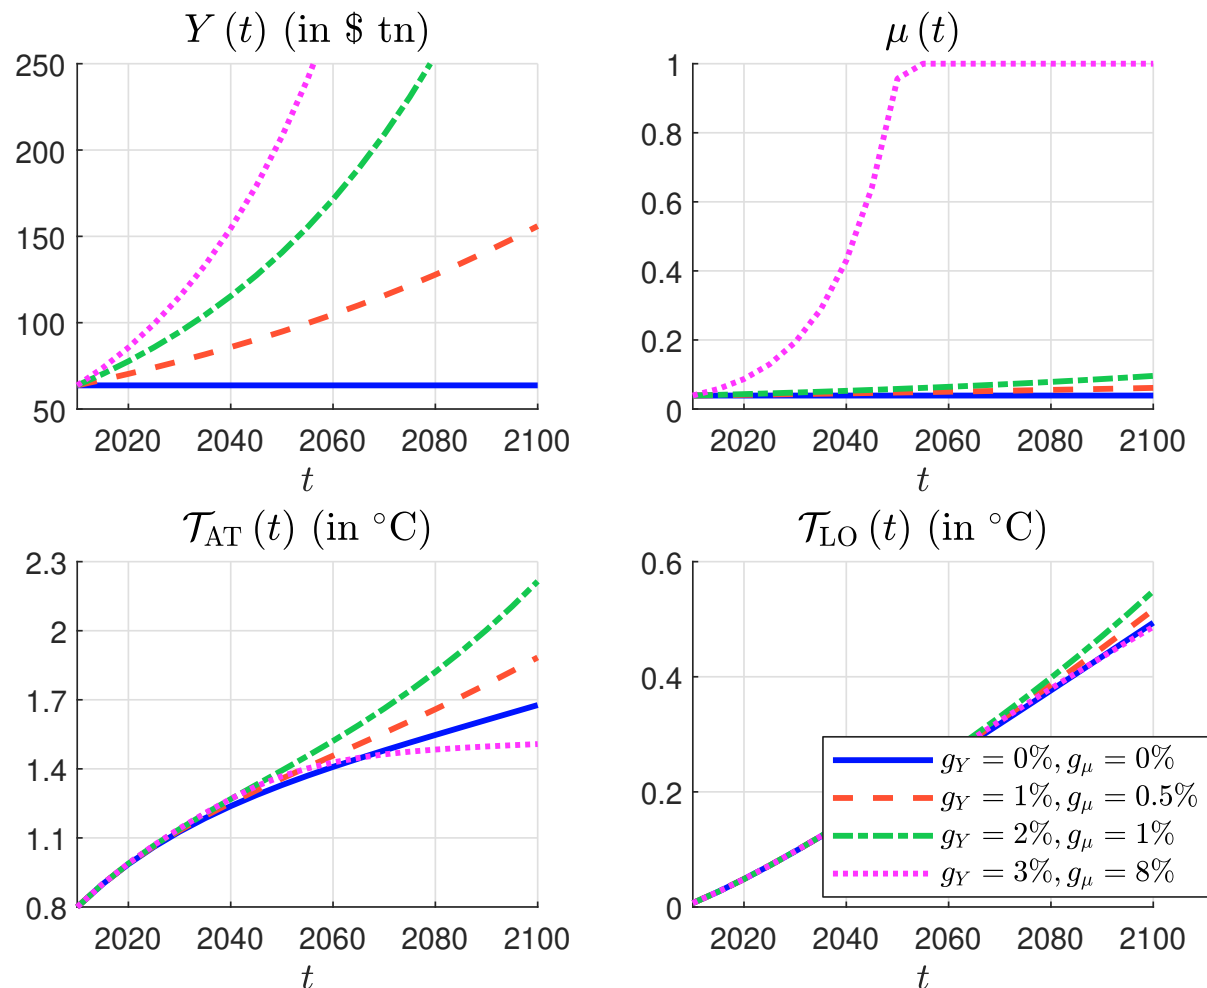 Y (t) (in $ tn)
250
200
150
100
50
2020 2040 2060 2080 2100
t
μ (t)
1
0.8
0.6
0.4
0.2
0
2020 2040 2060 2080 2100
t
𝒯AT (t) (in °C)
2.3
2
1.7
1.4
1.1
0.8
2020 2040 2060 2080 2100
t
𝒯LO (t) (in °C)
0.6
0.4
0.2
0
2020 2040 2060 2080 2100
t
gY = 0%, gμ = 0%
gY = 1%, gμ = 0.5%
gY = 2%, gμ = 1%
gY = 3%, gμ = 8%